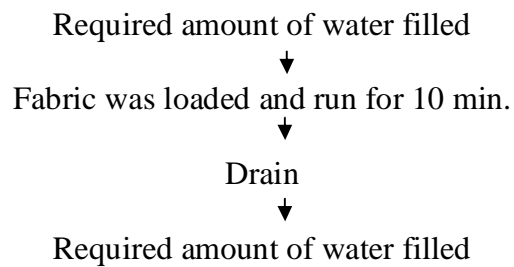 Required amount of water filled
Fabric was loaded and run for 10 min.
Drain
Required amount of water filled